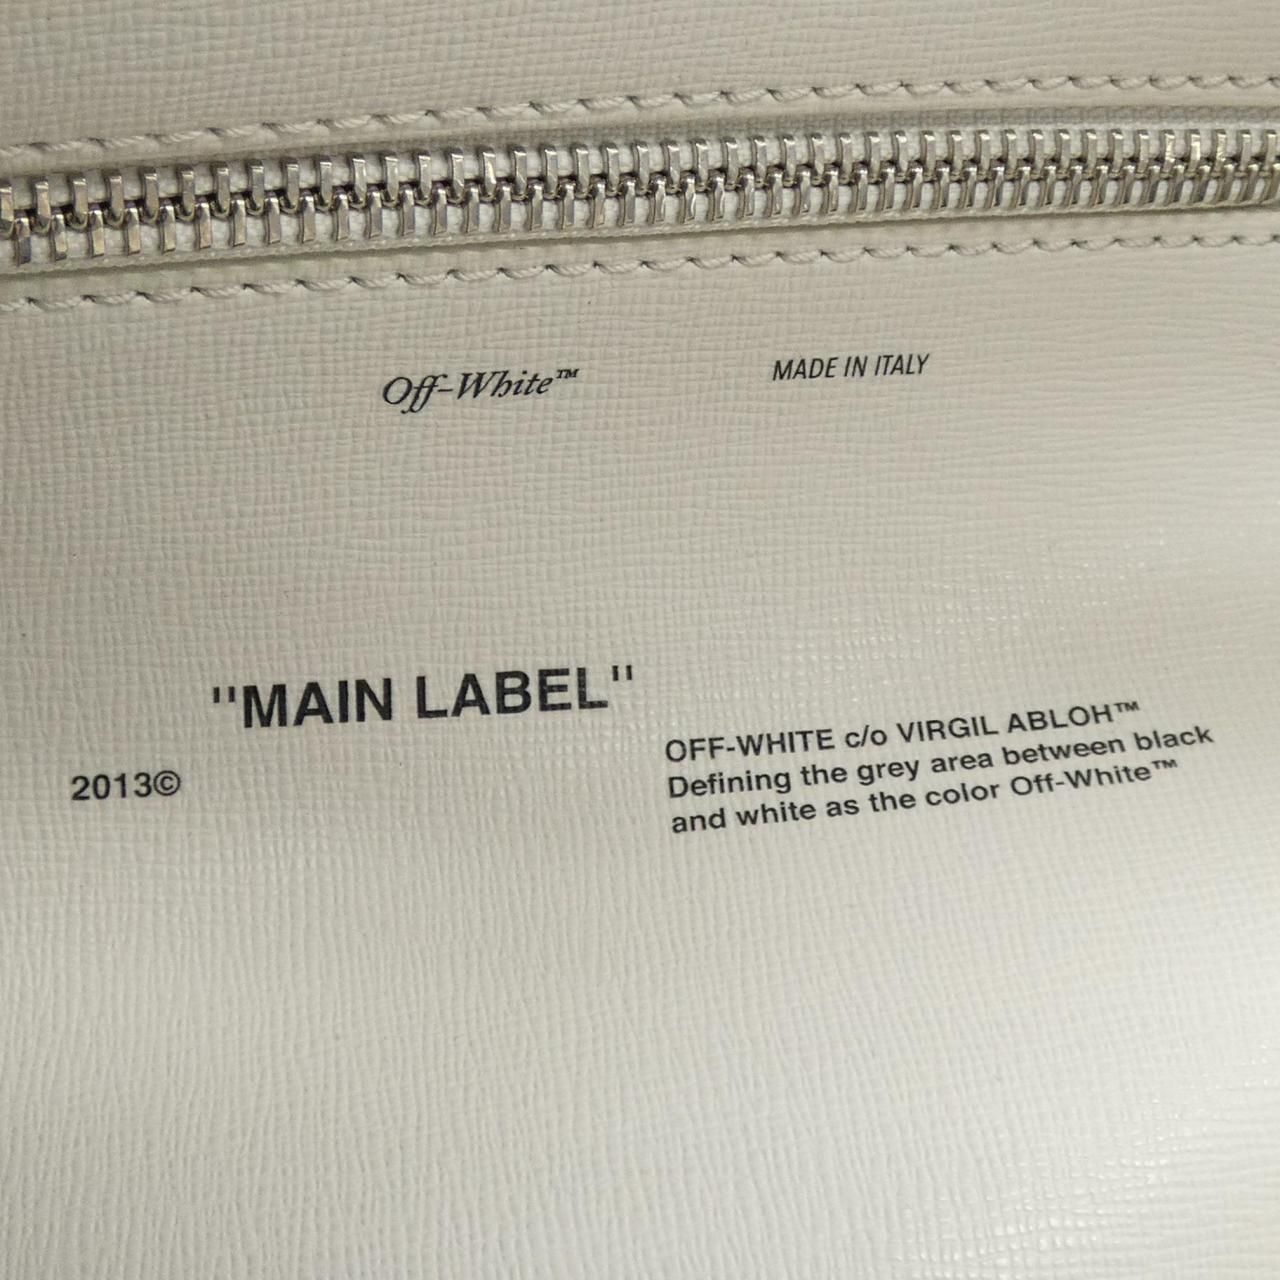 Off-White™
MADE IN ITALY
"MAIN LABEL"
2013©
OFF-WHITE c/o VIRGIL ABLOH™
Defining the grey area between black
and white as the color Off-White™